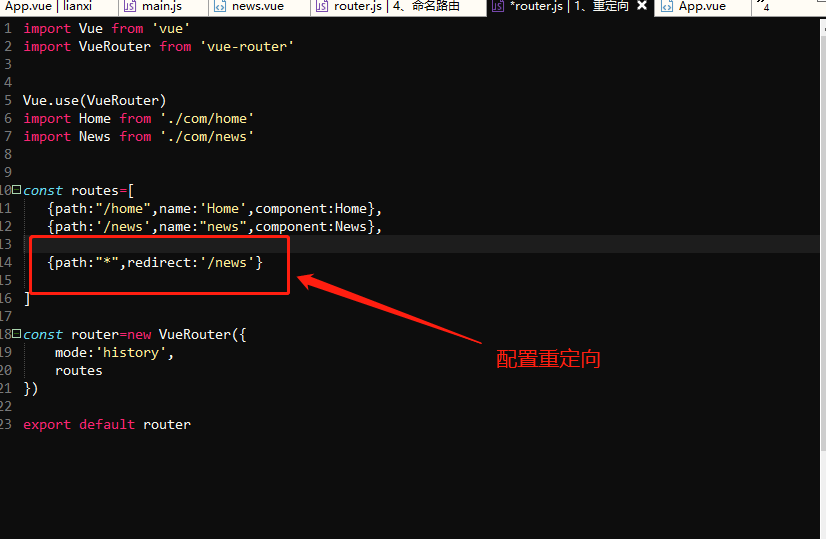 App.vue | lianxi
main.js
news.vue
router.js | 4、命名路由
*router.js | 1、重定向
App.vue
4
1 import Vue from 'vue'
2 import VueRouter from 'vue-router'
3
4
5 Vue.use(VueRouter)
6 import Home from './com/home'
7 import News from './com/news'
8
9
10 const routes=[
11 {path:"/home",name:'Home',component:Home},
12 {path:'/news',name:"news",component:News},
13
14 {path:"*",redirect:'/news'}
15
16 ]
17
18 const router=new VueRouter({
19 mode:'history',
20 routes
21 })
22
23 export default router
配置重定向